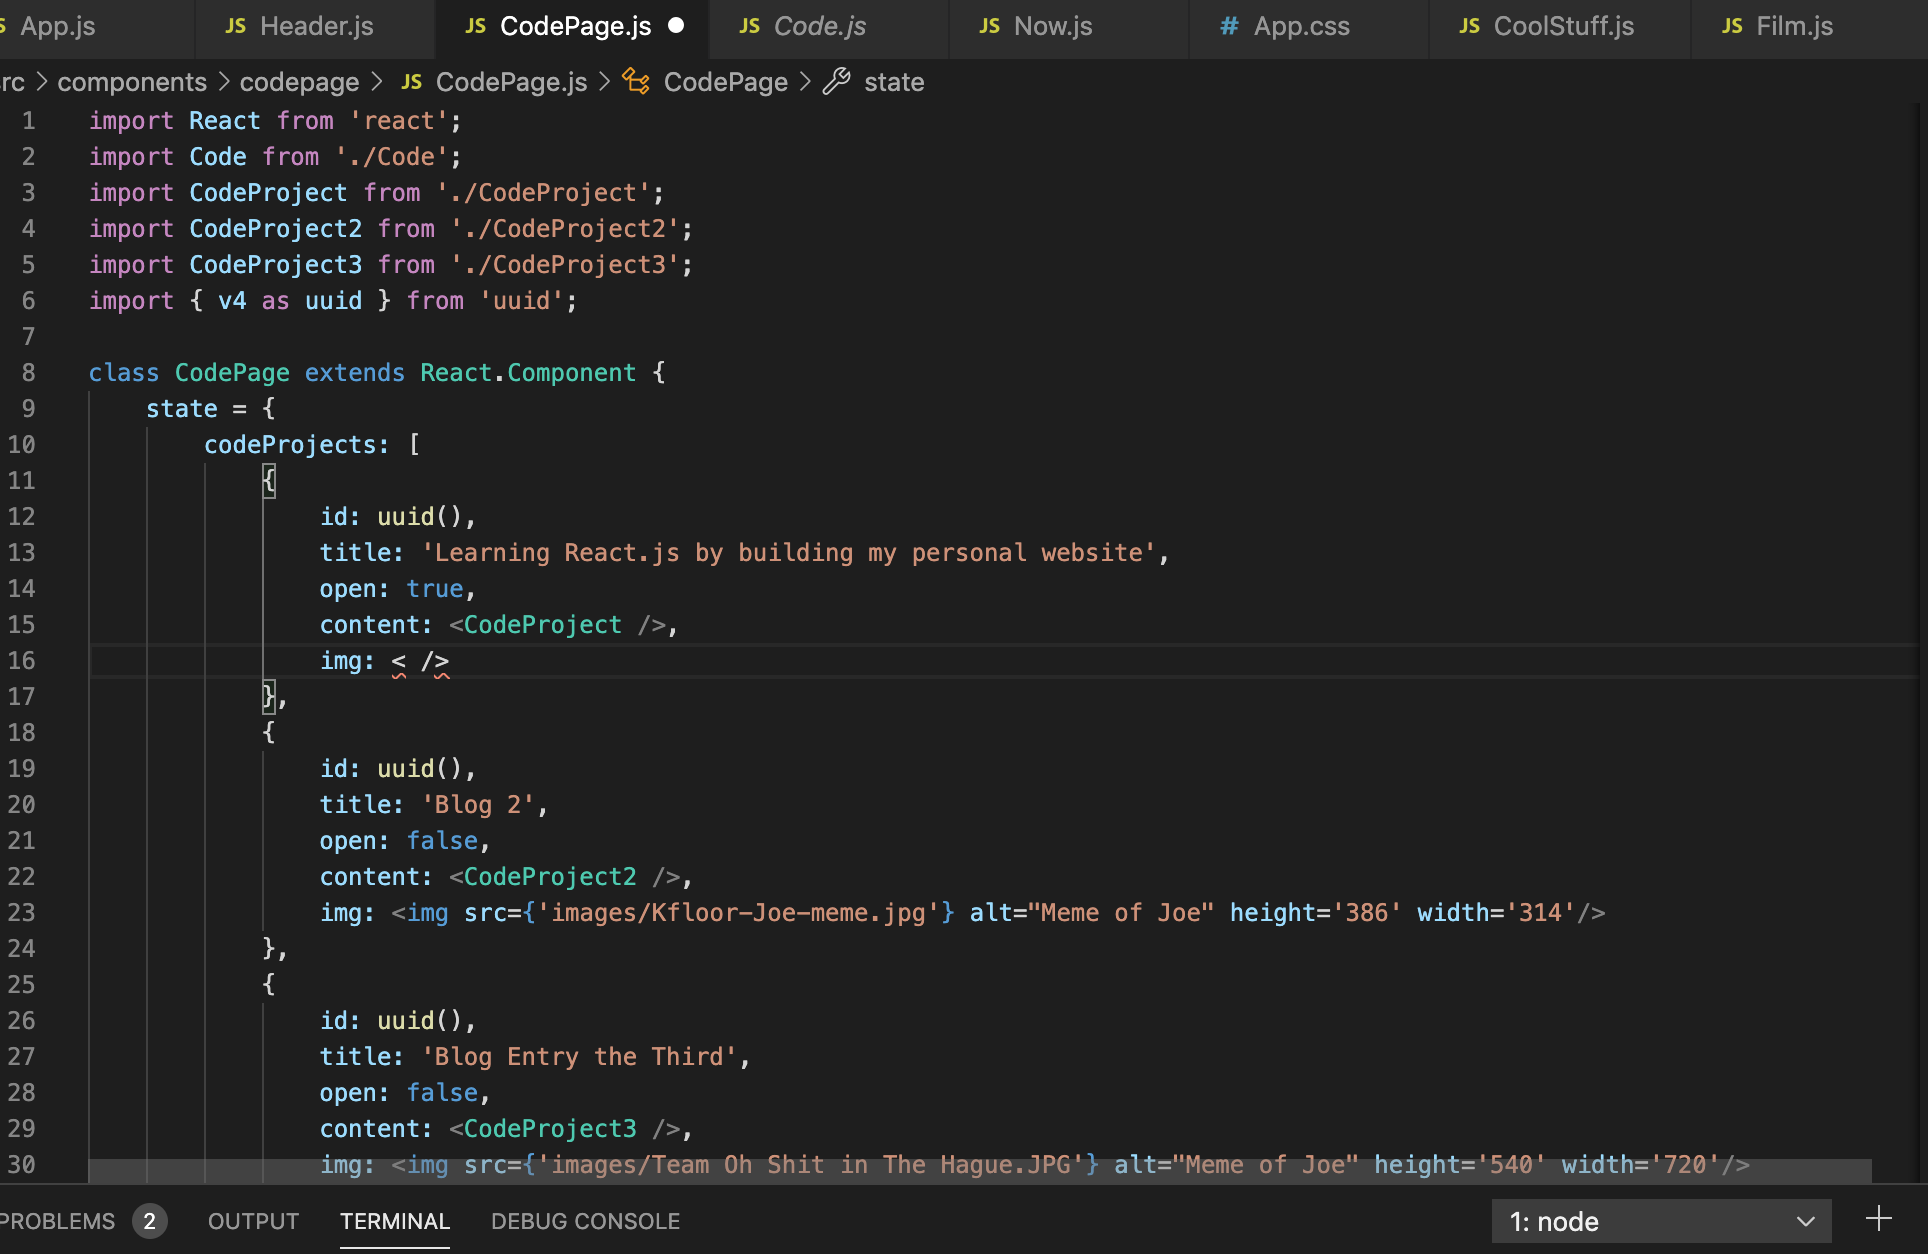 App.js JS Header.js JS CodePage.js JS Code.js JS Now.js # App.css JS CoolStuff.js JS Film.js
rc > components > codepage > JS CodePage.js > CodePage > state
1 import React from 'react';
2 import Code from './Code';
3 import CodeProject from './CodeProject';
4 import CodeProject2 from './CodeProject2';
5 import CodeProject3 from './CodeProject3';
6 import { v4 as uuid } from 'uuid';
7
8 class CodePage extends React.Component {
9 state = {
10 codeProjects: [
11 {
12 id: uuid(),
13 title: 'Learning React.js by building my personal website',
14 open: true,
15 content: <CodeProject />,
16 img: < />
17 },
18 {
19 id: uuid(),
20 title: 'Blog 2',
21 open: false,
22 content: <CodeProject2 />,
23 img: <img src={'images/Kfloor-Joe-meme.jpg'} alt="Meme of Joe" height='386' width='314'/>
24 },
25 {
26 id: uuid(),
27 title: 'Blog Entry the Third',
28 open: false,
29 content: <CodeProject3 />,
30 img: <img src={'images/Team Oh Shit in The Hague.JPG'} alt="Meme of Joe" height='540' width='720'/>
PROBLEMS 2 OUTPUT TERMINAL DEBUG CONSOLE 1: node